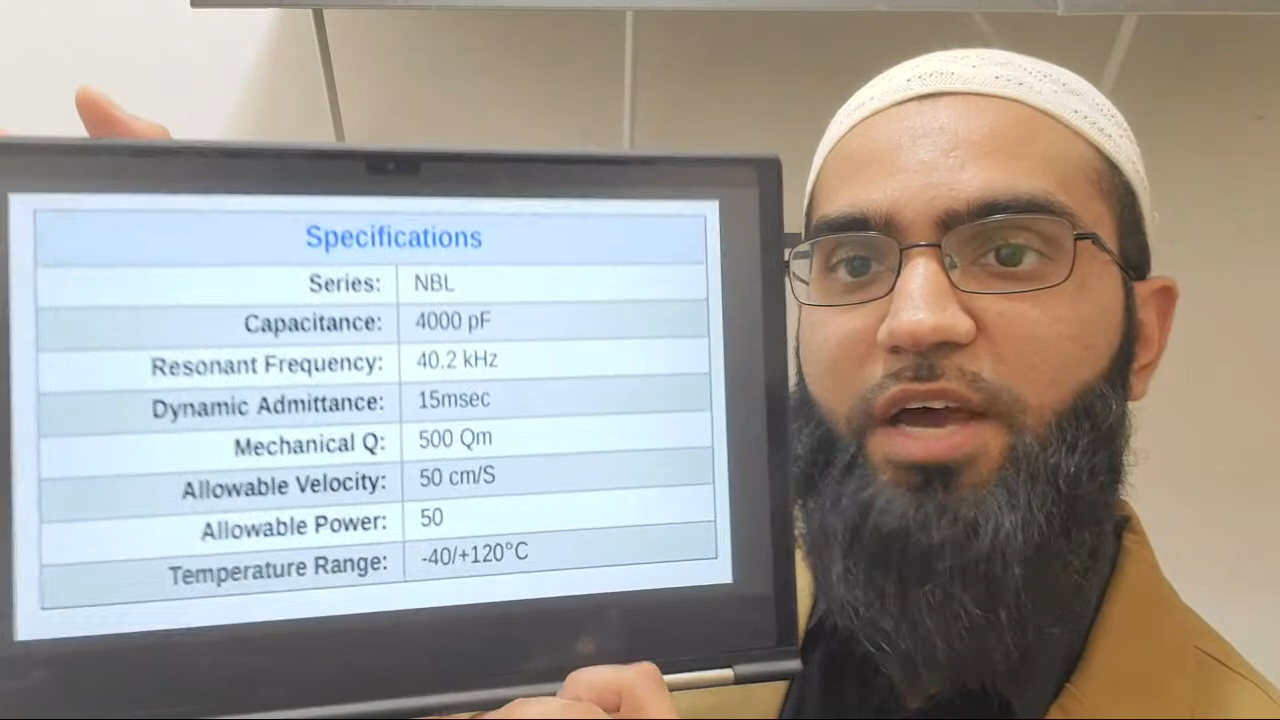 Specifications
Series: NBL
Capacitance: 4000 pF
Resonant Frequency: 40.2 kHz
Dynamic Admittance: 15msec
Mechanical Q: 500 Qm
Allowable Velocity: 50 cm/S
Allowable Power: 50
Temperature Range: -40/+120°C